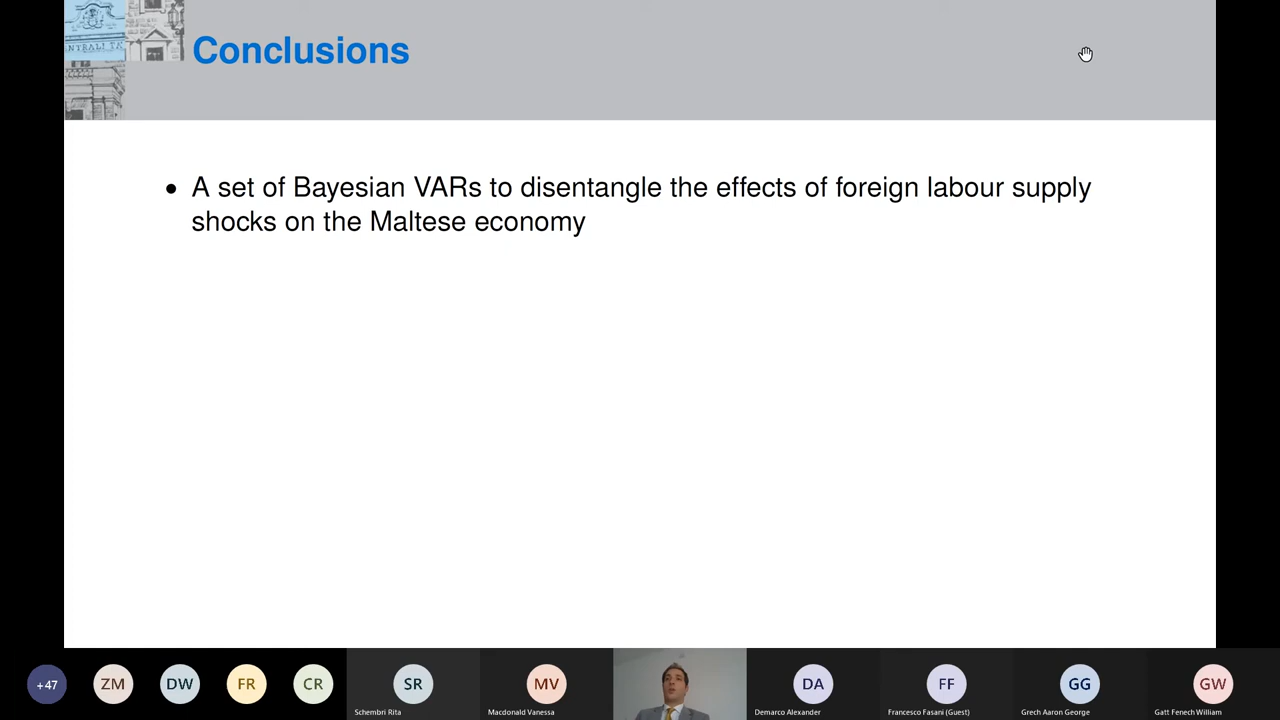 NTRALI TA
Conclusions
• A set of Bayesian VARs to disentangle the effects of foreign labour supply
shocks on the Maltese economy
+47
ZM
DW
FR
CR
SR
Schembri Rita
MV
Macdonald Vanessa
DA
Demarco Alexander
FF
Francesco Fasani (Guest)
GG
Grech Aaron George
GW
Gatt Fenech William